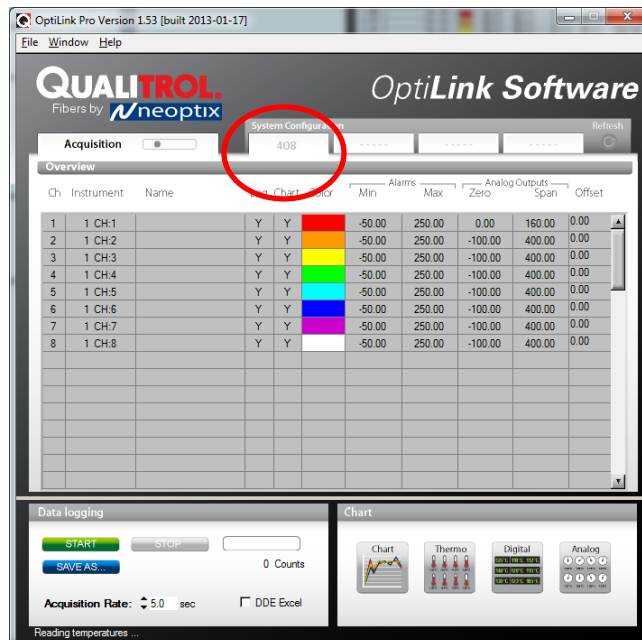 OptiLink Pro Version 1.53 [built 2013-01-17]
File Window Help
QUALITROL.
Fibers by neoptix
OptiLink Software
System Configuration Refresh
Acquisition 408 ----- ----- -----
Overview
Alarms Analog Outputs
Ch Instrument Name Log Chart Color Min Max Zero Span Offset
1 1 CH:1 Y Y -50.00 250.00 0.00 160.00 0.00
2 1 CH:2 Y Y -50.00 250.00 -100.00 400.00 0.00
3 1 CH:3 Y Y -50.00 250.00 -100.00 400.00 0.00
4 1 CH:4 Y Y -50.00 250.00 -100.00 400.00 0.00
5 1 CH:5 Y Y -50.00 250.00 -100.00 400.00 0.00
6 1 CH:6 Y Y -50.00 250.00 -100.00 400.00 0.00
7 1 CH:7 Y Y -50.00 250.00 -100.00 400.00 0.00
8 1 CH:8 Y Y -50.00 250.00 -100.00 400.00 0.00
Data logging Chart
START STOP
SAVE AS... 0 Counts
Acquisition Rate: 5.0 sec DDE Excel
Chart Thermo Digital Analog
Reading temperatures ...